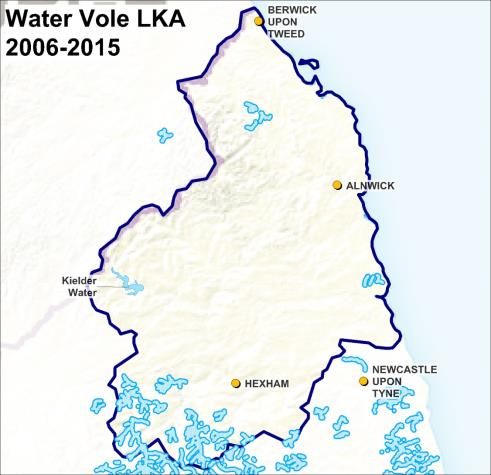 Water Vole LKA
2006-2015
BERWICK
UPON
TWEED
ALNWICK
Kielder
Water
HEXHAM
NEWCASTLE
UPON
TYNE